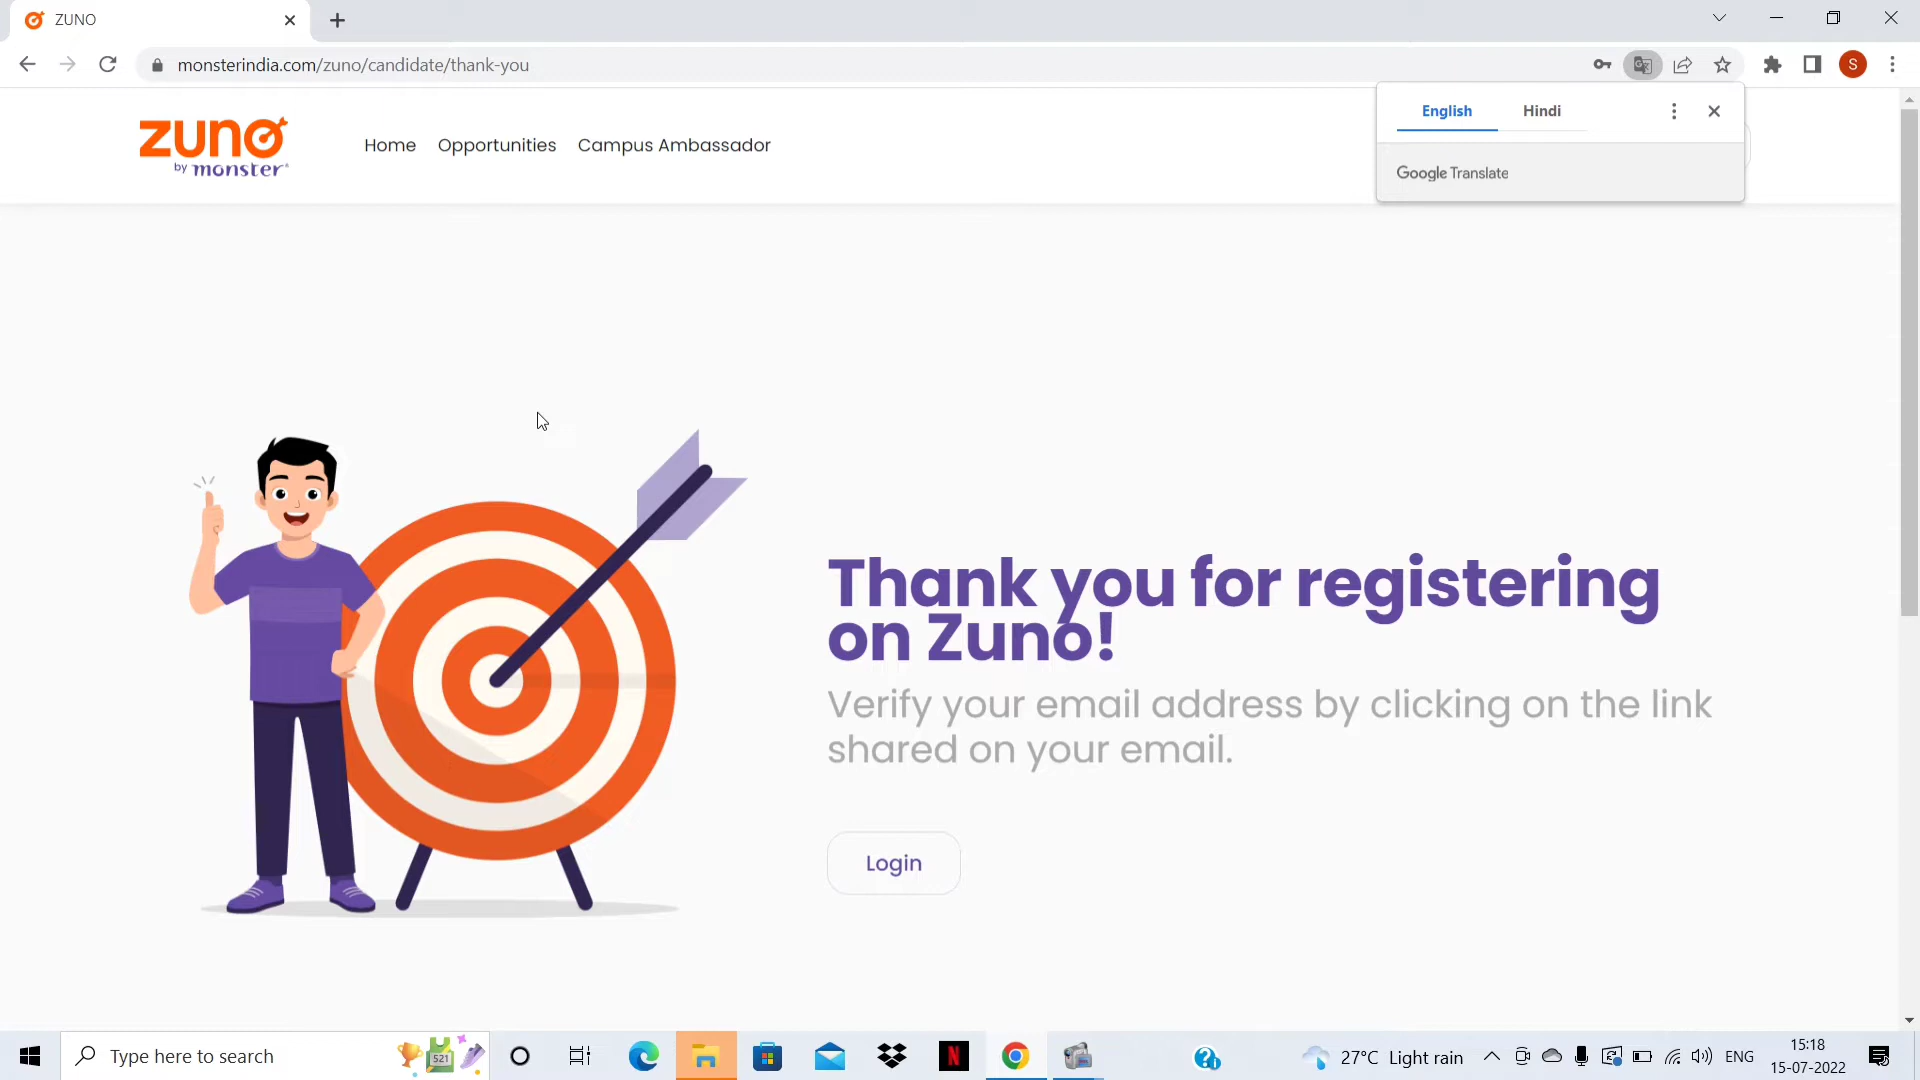 ZUNO
monsterindia.com/zuno/candidate/thank-you
S
English Hindi
Google Translate
zuno
by monster
Home Opportunities Campus Ambassador
Thank you for registering
on Zuno!
Verify your email address by clicking on the link
shared on your email.
Login
Type here to search
521
N
27°C Light rain
ENG
15:18
15-07-2022